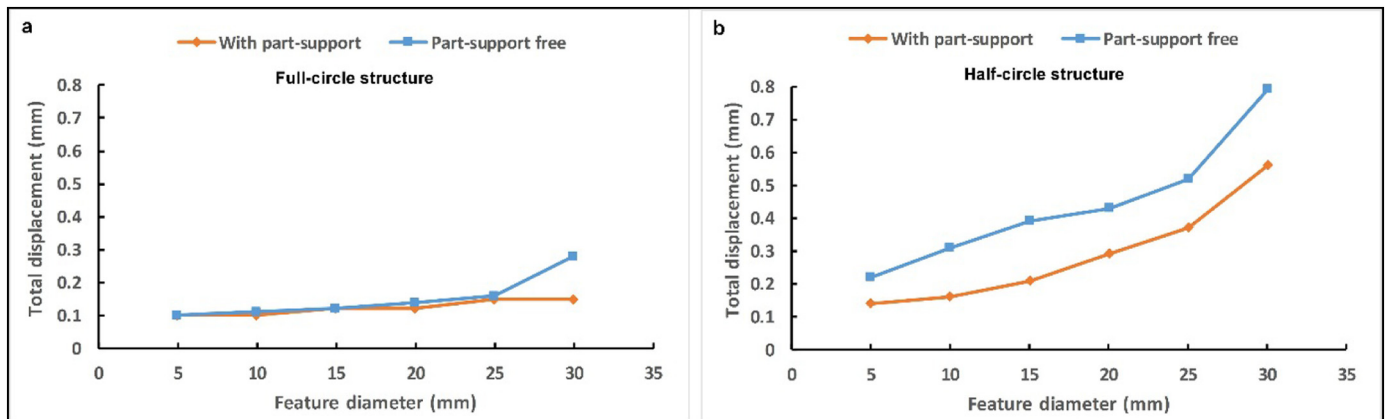 a
With part-support
Part-support free
Full-circle structure
Total displacement (mm)
0.8
0.7
0.6
0.5
0.4
0.3
0.2
0.1
0
0 5 10 15 20 25 30 35
Feature diameter (mm)
b
With part-support
Part-support free
Half-circle structure
Total displacement (mm)
0.8
0.7
0.6
0.5
0.4
0.3
0.2
0.1
0
0 5 10 15 20 25 30 35
Feature diameter (mm)